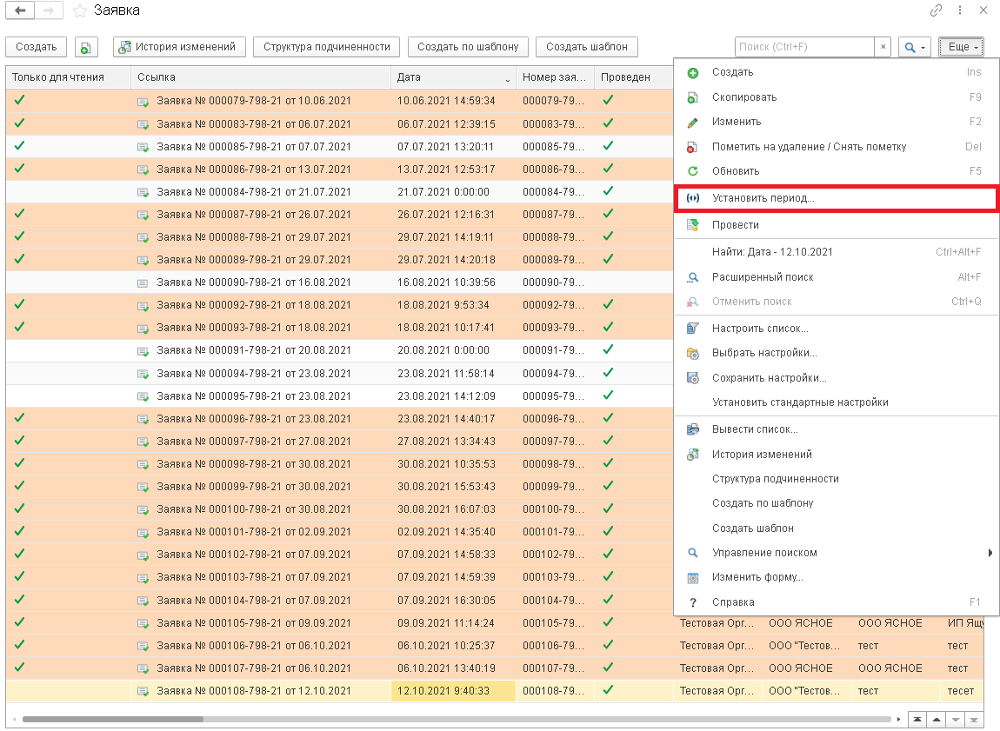 Заявка
Создать История изменений Структура подчиненности Создать по шаблону Создать шаблон Поиск (Ctrl+F) × Еще
Только для чтения Ссылка Дата Номер зая... Проведен
Заявка № 000079-798-21 от 10.06.2021 10.06.2021 14:59:34 000079-79...
Заявка № 000083-798-21 от 06.07.2021 06.07.2021 12:39:15 000083-79...
Заявка № 000085-798-21 от 07.07.2021 07.07.2021 13:20:11 000085-79...
Заявка № 000086-798-21 от 13.07.2021 13.07.2021 12:53:17 000086-79...
Заявка № 000084-798-21 от 21.07.2021 21.07.2021 0:00:00 000084-79...
Заявка № 000087-798-21 от 26.07.2021 26.07.2021 12:16:31 000087-79...
Заявка № 000088-798-21 от 29.07.2021 29.07.2021 14:19:11 000088-79...
Заявка № 000089-798-21 от 29.07.2021 29.07.2021 14:20:18 000089-79...
Заявка № 000090-798-21 от 16.08.2021 16.08.2021 10:39:56 000090-79...
Заявка № 000092-798-21 от 18.08.2021 18.08.2021 9:53:34 000092-79...
Заявка № 000093-798-21 от 18.08.2021 18.08.2021 10:17:41 000093-79...
Заявка № 000091-798-21 от 20.08.2021 20.08.2021 0:00:00 000091-79...
Заявка № 000094-798-21 от 23.08.2021 23.08.2021 11:58:14 000094-79...
Заявка № 000095-798-21 от 23.08.2021 23.08.2021 14:12:09 000095-79...
Заявка № 000096-798-21 от 23.08.2021 23.08.2021 14:40:17 000096-79...
Заявка № 000097-798-21 от 27.08.2021 27.08.2021 13:34:43 000097-79...
Заявка № 000098-798-21 от 30.08.2021 30.08.2021 10:35:53 000098-79...
Заявка № 000099-798-21 от 30.08.2021 30.08.2021 15:53:43 000099-79...
Заявка № 000100-798-21 от 30.08.2021 30.08.2021 16:07:03 000100-79...
Заявка № 000101-798-21 от 02.09.2021 02.09.2021 14:35:40 000101-79...
Заявка № 000102-798-21 от 07.09.2021 07.09.2021 14:58:33 000102-79...
Заявка № 000103-798-21 от 07.09.2021 07.09.2021 14:59:39 000103-79...
Заявка № 000104-798-21 от 07.09.2021 07.09.2021 16:30:05 000104-79...
Заявка № 000105-798-21 от 09.09.2021 09.09.2021 11:14:24 000105-79... Тестовая Орг... ООО ЯСНОЕ ООО ЯСНОЕ ИП Ящу
Заявка № 000106-798-21 от 06.10.2021 06.10.2021 10:25:37 000106-79... Тестовая Орг... ООО "Тестов... тест тест
Заявка № 000107-798-21 от 06.10.2021 06.10.2021 13:40:19 000107-79... Тестовая Орг... ООО ЯСНОЕ ООО ЯСНОЕ тест
Заявка № 000108-798-21 от 12.10.2021 12.10.2021 9:40:33 000108-79... Тестовая Орг... ООО "Тестов... тест тесет
Создать Ins
Скопировать F9
Изменить F2
Пометить на удаление / Снять пометку Del
Обновить F5
Установить период...
Провести
Найти: Дата - 12.10.2021 Ctrl+Alt+F
Расширенный поиск Alt+F
Отменить поиск Ctrl+Q
Настроить список...
Выбрать настройки...
Сохранить настройки...
Установить стандартные настройки
Вывести список...
История изменений
Структура подчиненности
Создать по шаблону
Создать шаблон
Управление поиском
Изменить форму...
? Справка F1